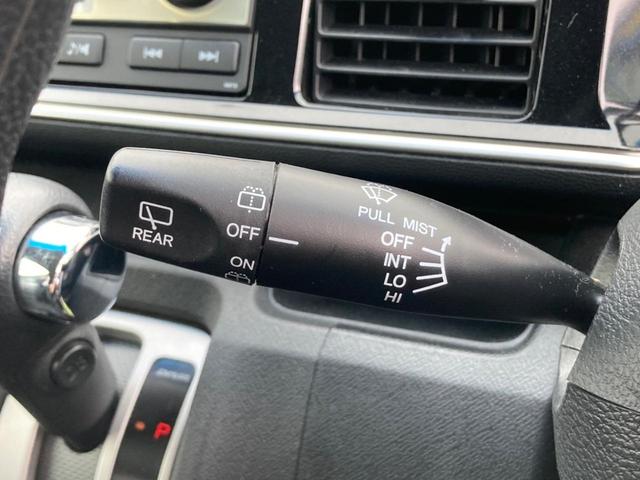 REAR
OFF
ON
PULL MIST
OFF
INT
LO
HI
P